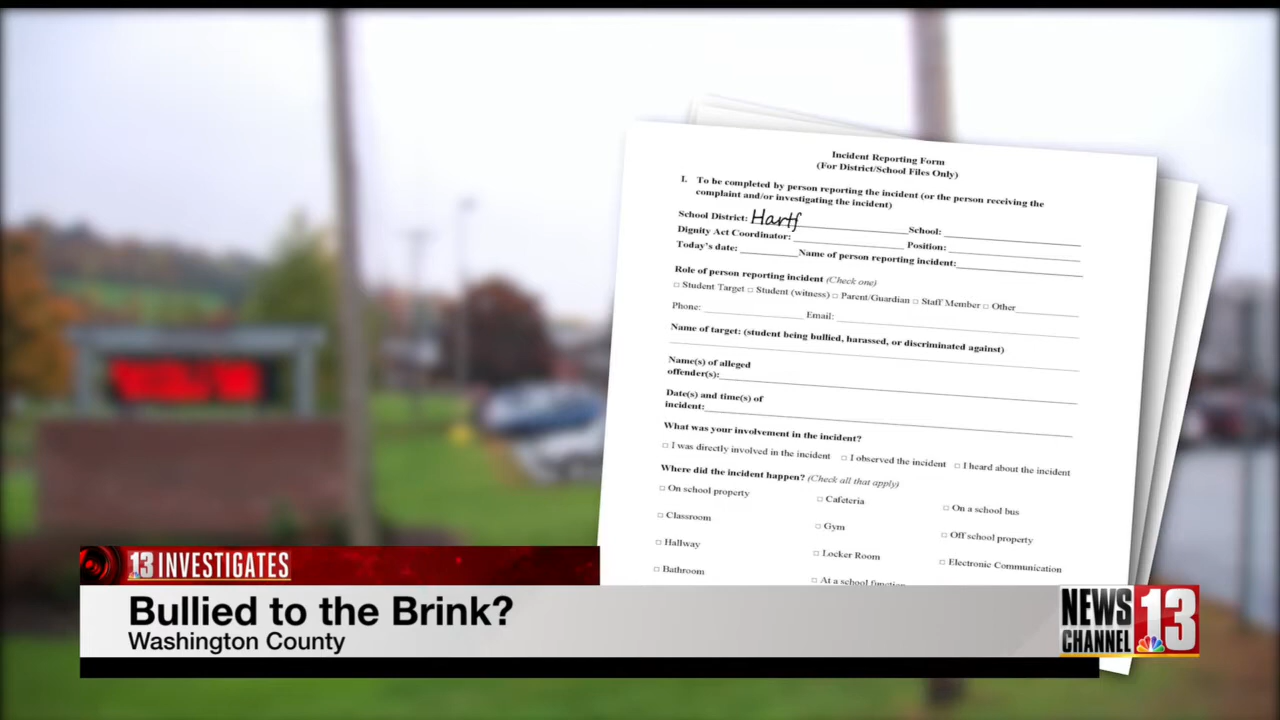 Incident Reporting Form
(For District/School Files Only)
I. To be completed by person reporting the incident (or the person receiving the
complaint and/or investigating the incident)
School District: Hartf School:
Dignity Act Coordinator: Position:
Today's date: Name of person reporting incident:
Role of person reporting incident (Check one)
□ Student Target □ Student (witness) □ Parent/Guardian □ Staff Member □ Other
Phone: Email:
Name of target: (student being bullied, harassed, or discriminated against)
Name(s) of alleged
offender(s):
Date(s) and time(s) of
incident:
What was your involvement in the incident?
□ I was directly involved in the incident □ I observed the incident □ I heard about the incident
Where did the incident happen? (Check all that apply)
□ On school property □ Cafeteria □ On a school bus
□ Classroom □ Gym □ Off school property
□ Hallway □ Locker Room □ Electronic Communication
□ Bathroom □ At a school function
13 INVESTIGATES
Bullied to the Brink?
Washington County
NEWS CHANNEL 13